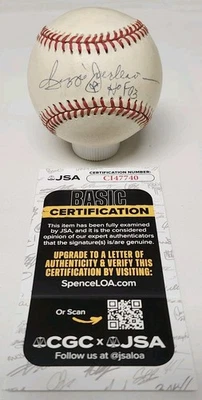 HOF 03
JSA
CERTIFICATION NUMBER:
CI47740
BASIC
CERTIFICATION
This item has been fully examined
by JSA, and it is the considered
opinion of our expert authenticators
that the signature(s) is/are genuine.
UPGRADE TO A LETTER OF
AUTHENTICITY & VERIFY THIS
CERTIFICATION BY VISITING:
SpenceLOA.com
Or Scan
CGC x JSA
Follow us at @jsaloa